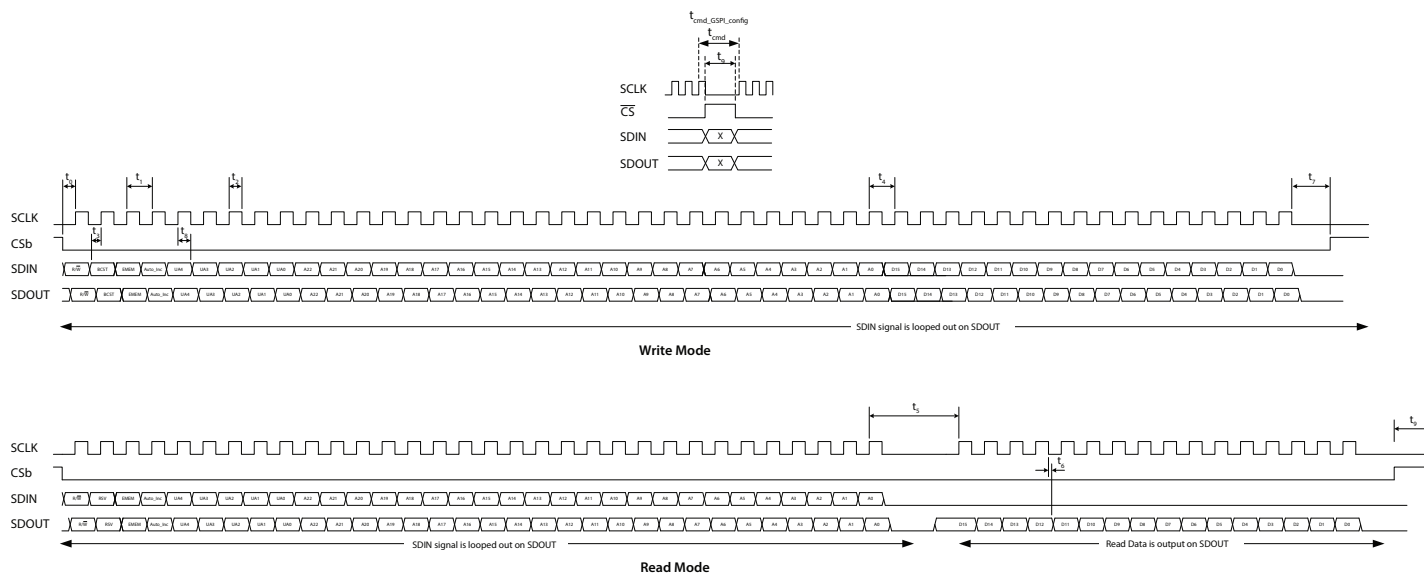 t_cmd_GSPI_config
t_cmd
t_9
SCLK
C̅S̅
SDIN X
SDOUT X
t_0 t_1 t_2 t_4 t_7
SCLK
t_3 t_8
CSb
SDIN R/W̅ BCST EMEM Auto_Inc UA4 UA3 UA2 UA1 UA0 A22 A21 A20 A19 A18 A17 A16 A15 A14 A13 A12 A11 A10 A9 A8 A7 A6 A5 A4 A3 A2 A1 A0 D15 D14 D13 D12 D11 D10 D9 D8 D7 D6 D5 D4 D3 D2 D1 D0
SDOUT R/W̅ BCST EMEM Auto_Inc UA4 UA3 UA2 UA1 UA0 A22 A21 A20 A19 A18 A17 A16 A15 A14 A13 A12 A11 A10 A9 A8 A7 A6 A5 A4 A3 A2 A1 A0 D15 D14 D13 D12 D11 D10 D9 D8 D7 D6 D5 D4 D3 D2 D1 D0
SDIN signal is looped out on SDOUT
Write Mode
t_5
SCLK
t_9
t_6
CSb
SDIN R/W̅ RSV EMEM Auto_Inc UA4 UA3 UA2 UA1 UA0 A22 A21 A20 A19 A18 A17 A16 A15 A14 A13 A12 A11 A10 A9 A8 A7 A6 A5 A4 A3 A2 A1 A0
SDOUT R/W̅ RSV EMEM Auto_Inc UA4 UA3 UA2 UA1 UA0 A22 A21 A20 A19 A18 A17 A16 A15 A14 A13 A12 A11 A10 A9 A8 A7 A6 A5 A4 A3 A2 A1 A0 D15 D14 D13 D12 D11 D10 D9 D8 D7 D6 D5 D4 D3 D2 D1 D0
SDIN signal is looped out on SDOUT Read Data is output on SDOUT
Read Mode